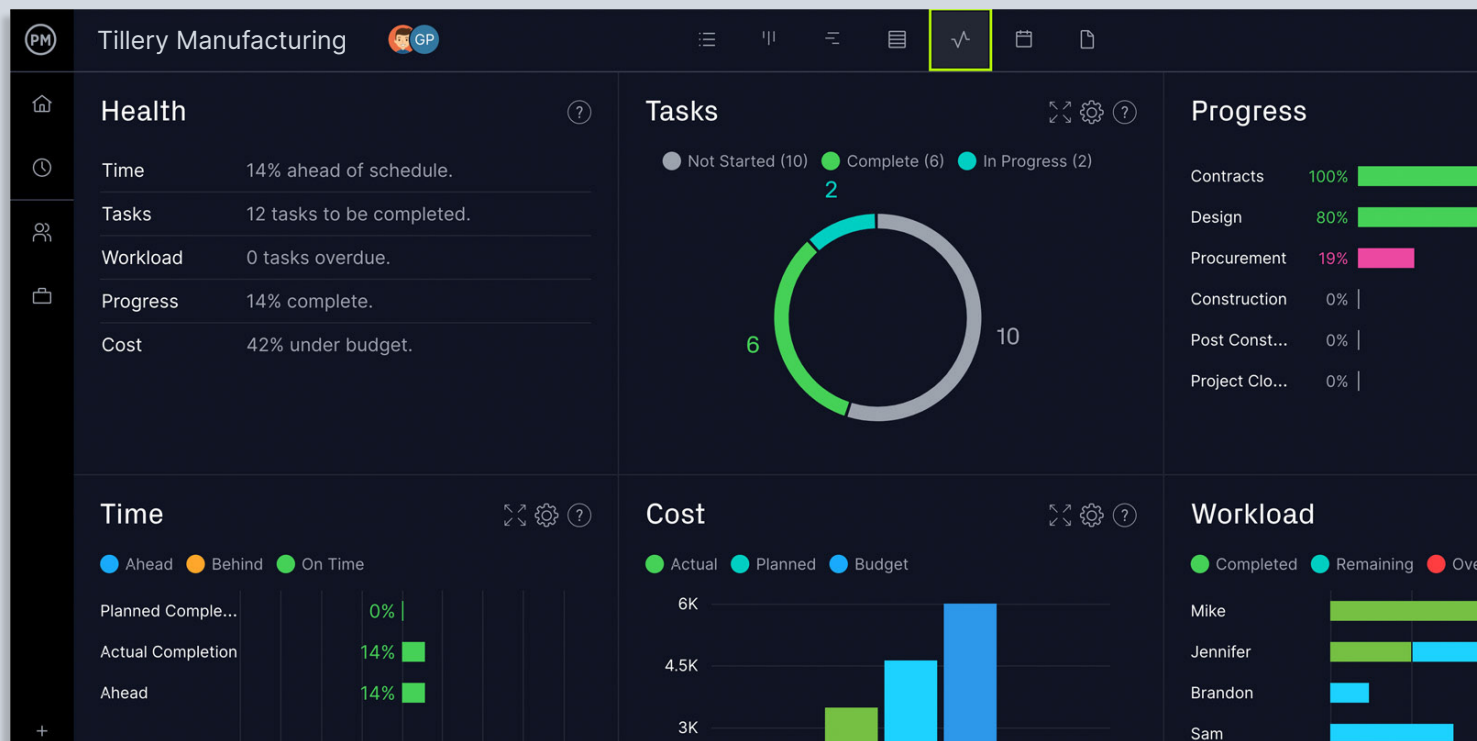 PM
Tillery Manufacturing
GP
Health
?
Time 14% ahead of schedule.
Tasks 12 tasks to be completed.
Workload 0 tasks overdue.
Progress 14% complete.
Cost 42% under budget.
Tasks
?
Not Started (10) Complete (6) In Progress (2)
2
6
10
Progress
Contracts 100%
Design 80%
Procurement 19%
Construction 0%
Post Const... 0%
Project Clo... 0%
Time
?
Ahead Behind On Time
Planned Comple... 0%
Actual Completion 14%
Ahead 14%
Cost
?
Actual Planned Budget
6K
4.5K
3K
Workload
Completed Remaining Ove
Mike
Jennifer
Brandon
Sam